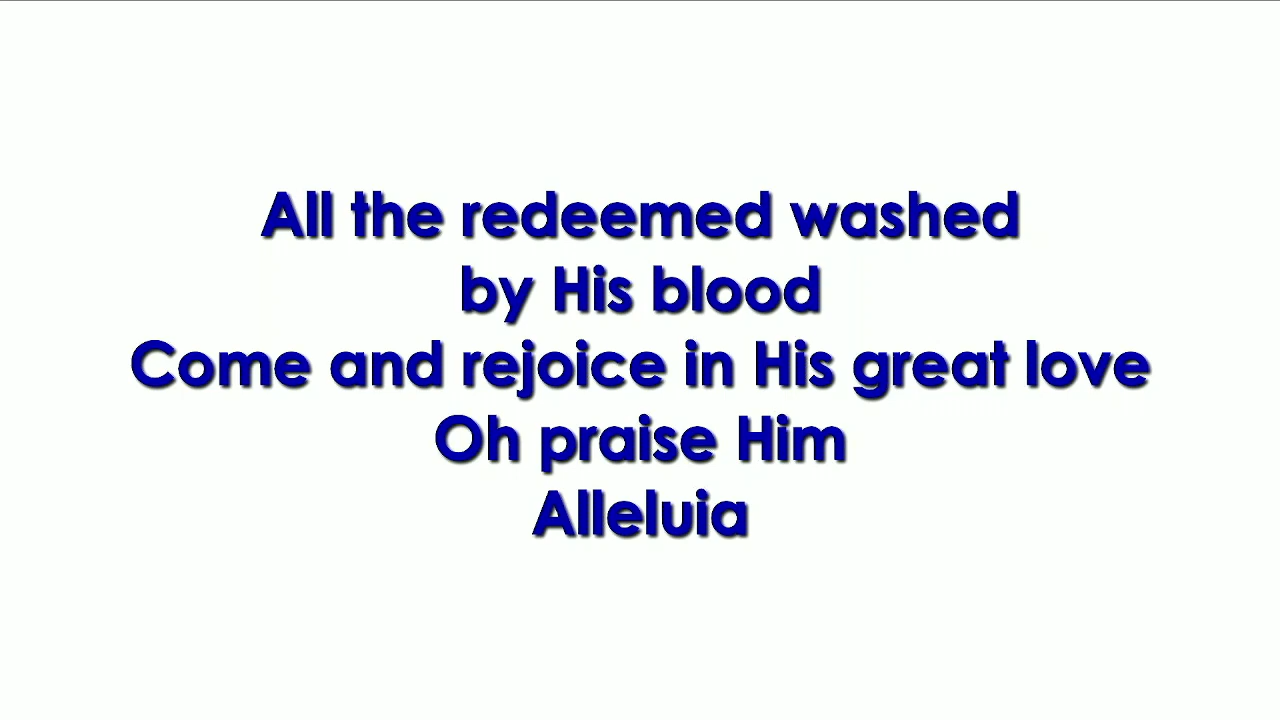 All the redeemed washed
by His blood
Come and rejoice in His great love
Oh praise Him
Alleluia